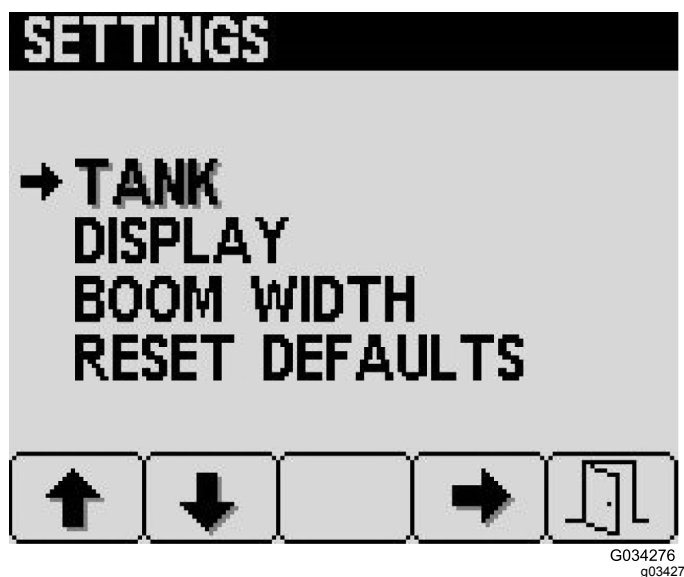 SETTINGS
TANK
DISPLAY
BOOM WIDTH
RESET DEFAULTS
G034276
g03427